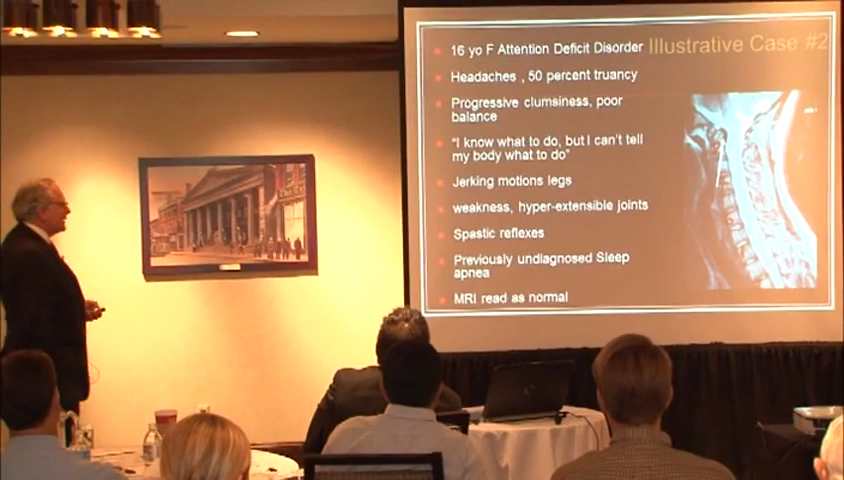 Illustrative Case #2
16 yo F Attention Deficit Disorder
Headaches , 50 percent truancy
Progressive clumsiness, poor
balance
"I know what to do, but I can't tell
my body what to do"
Jerking motions legs
weakness, hyper-extensible joints
Spastic reflexes
Previously undiagnosed Sleep
apnea
MRI read as normal